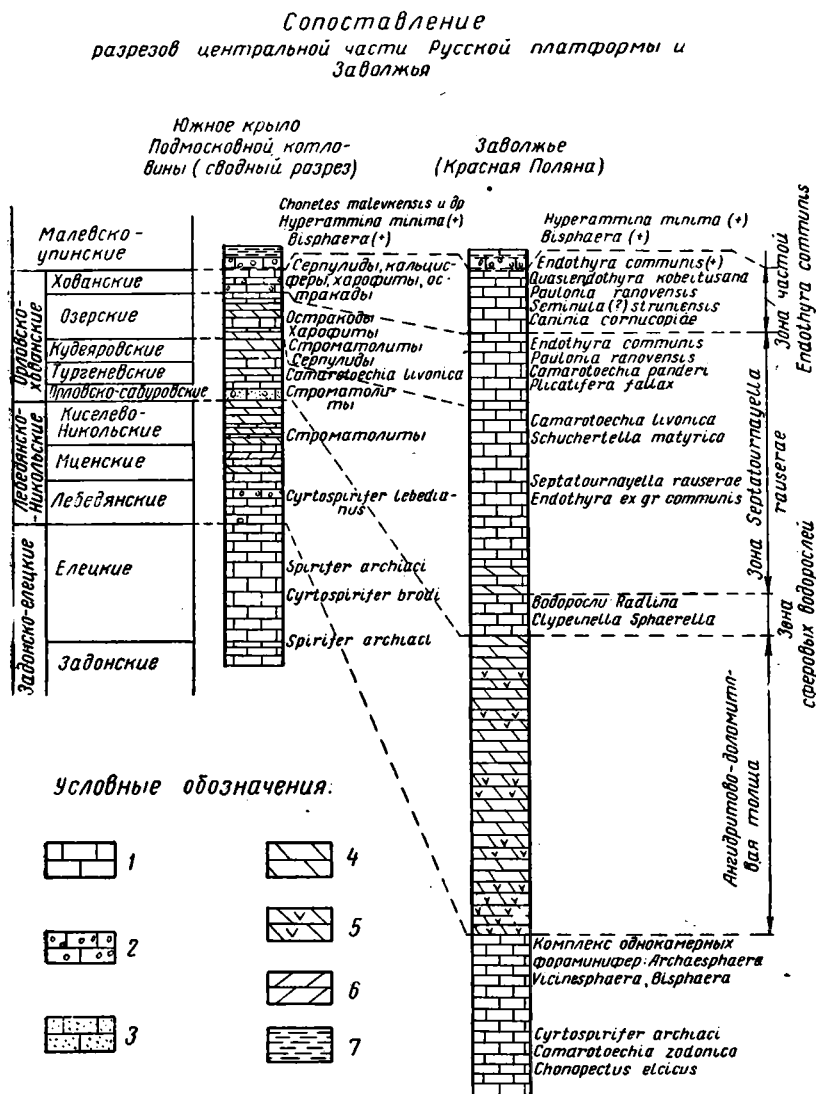 Сопоставление
разрезов центральной части Русской платформы и
Заволжья
Южное крыло
Подмосковной котло-
вины (сводный разрез)
Заволжье
(Красная Поляна)
Chonetes malevkensis и др
Hyperammina minima (+)
Bisphaera (+)
Hyperammina minima (+)
Bisphaera (+)
Малевско-
упинские
Орловско-
хованские
Хованские
Озерские
Кудеяровские
Тургеневские
Орловско-сабуровские
Лебедянско-
-Никольские
Киселево-
Никольские
Мценские
Лебедянские
Задонско-елецкие
Елецкие
Задонские
Серпулиды, кальцис-
феры, харофиты, ос-
тракады
Остракоды
Харофиты
Строматолиты
Серпулиды
Camarotoechia livonica
Строматоли-
ты
Строматолиты
Cyrtospirifer lebedia-
nus
Spirifer archiaci
Cyrtospirifer brodi
Spirifer archiaci
Endothyra communis (+)
Quasiendothyra kobeitusana
Paulonia ranovensis
Seminula (?) struniensis
Caninia cornucopiae
Endothyra communis
Paulonia ranovensis
Camarotoechia panderi
Plicatifera fallax
Camarotoechia livonica
Schuchertella matyrica
Septatournayella rauserae
Endothyra ex gr communis
Водоросли Radlina
Clypeinella Sphaerella
Комплекс однокамерных
фораминифер: Archaesphaera
Vicinesphaera, Bisphaera
Cyrtospirifer archiaci
Camarotoechia zadonica
Chonopectus elcicus
Зона частой
Endothyra communis
Зона Septatournayella
rauserae
Зона
сферовых водорослей
Ангидритово-доломито-
вая толща
Условные обозначения:
1
2
3
4
5
6
7